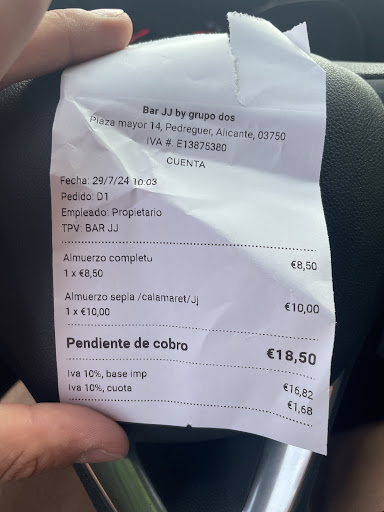 Bar JJ by grupo dos
Plaza mayor 14, Pedreguer, Alicante, 03750
IVA # E13875380
CUENTA
Fecha: 29/7/24 10:03
Pedido: D1
Empleado: Propietario
TPV: BAR JJ
Almuerzo completo €8,50
1 x €8,50
Almuerzo sepia /calamaret/Jj €10,00
1 x €10,00
Pendiente de cobro €18,50
Iva 10%, base imp €16,82
Iva 10%, cuota €1,68